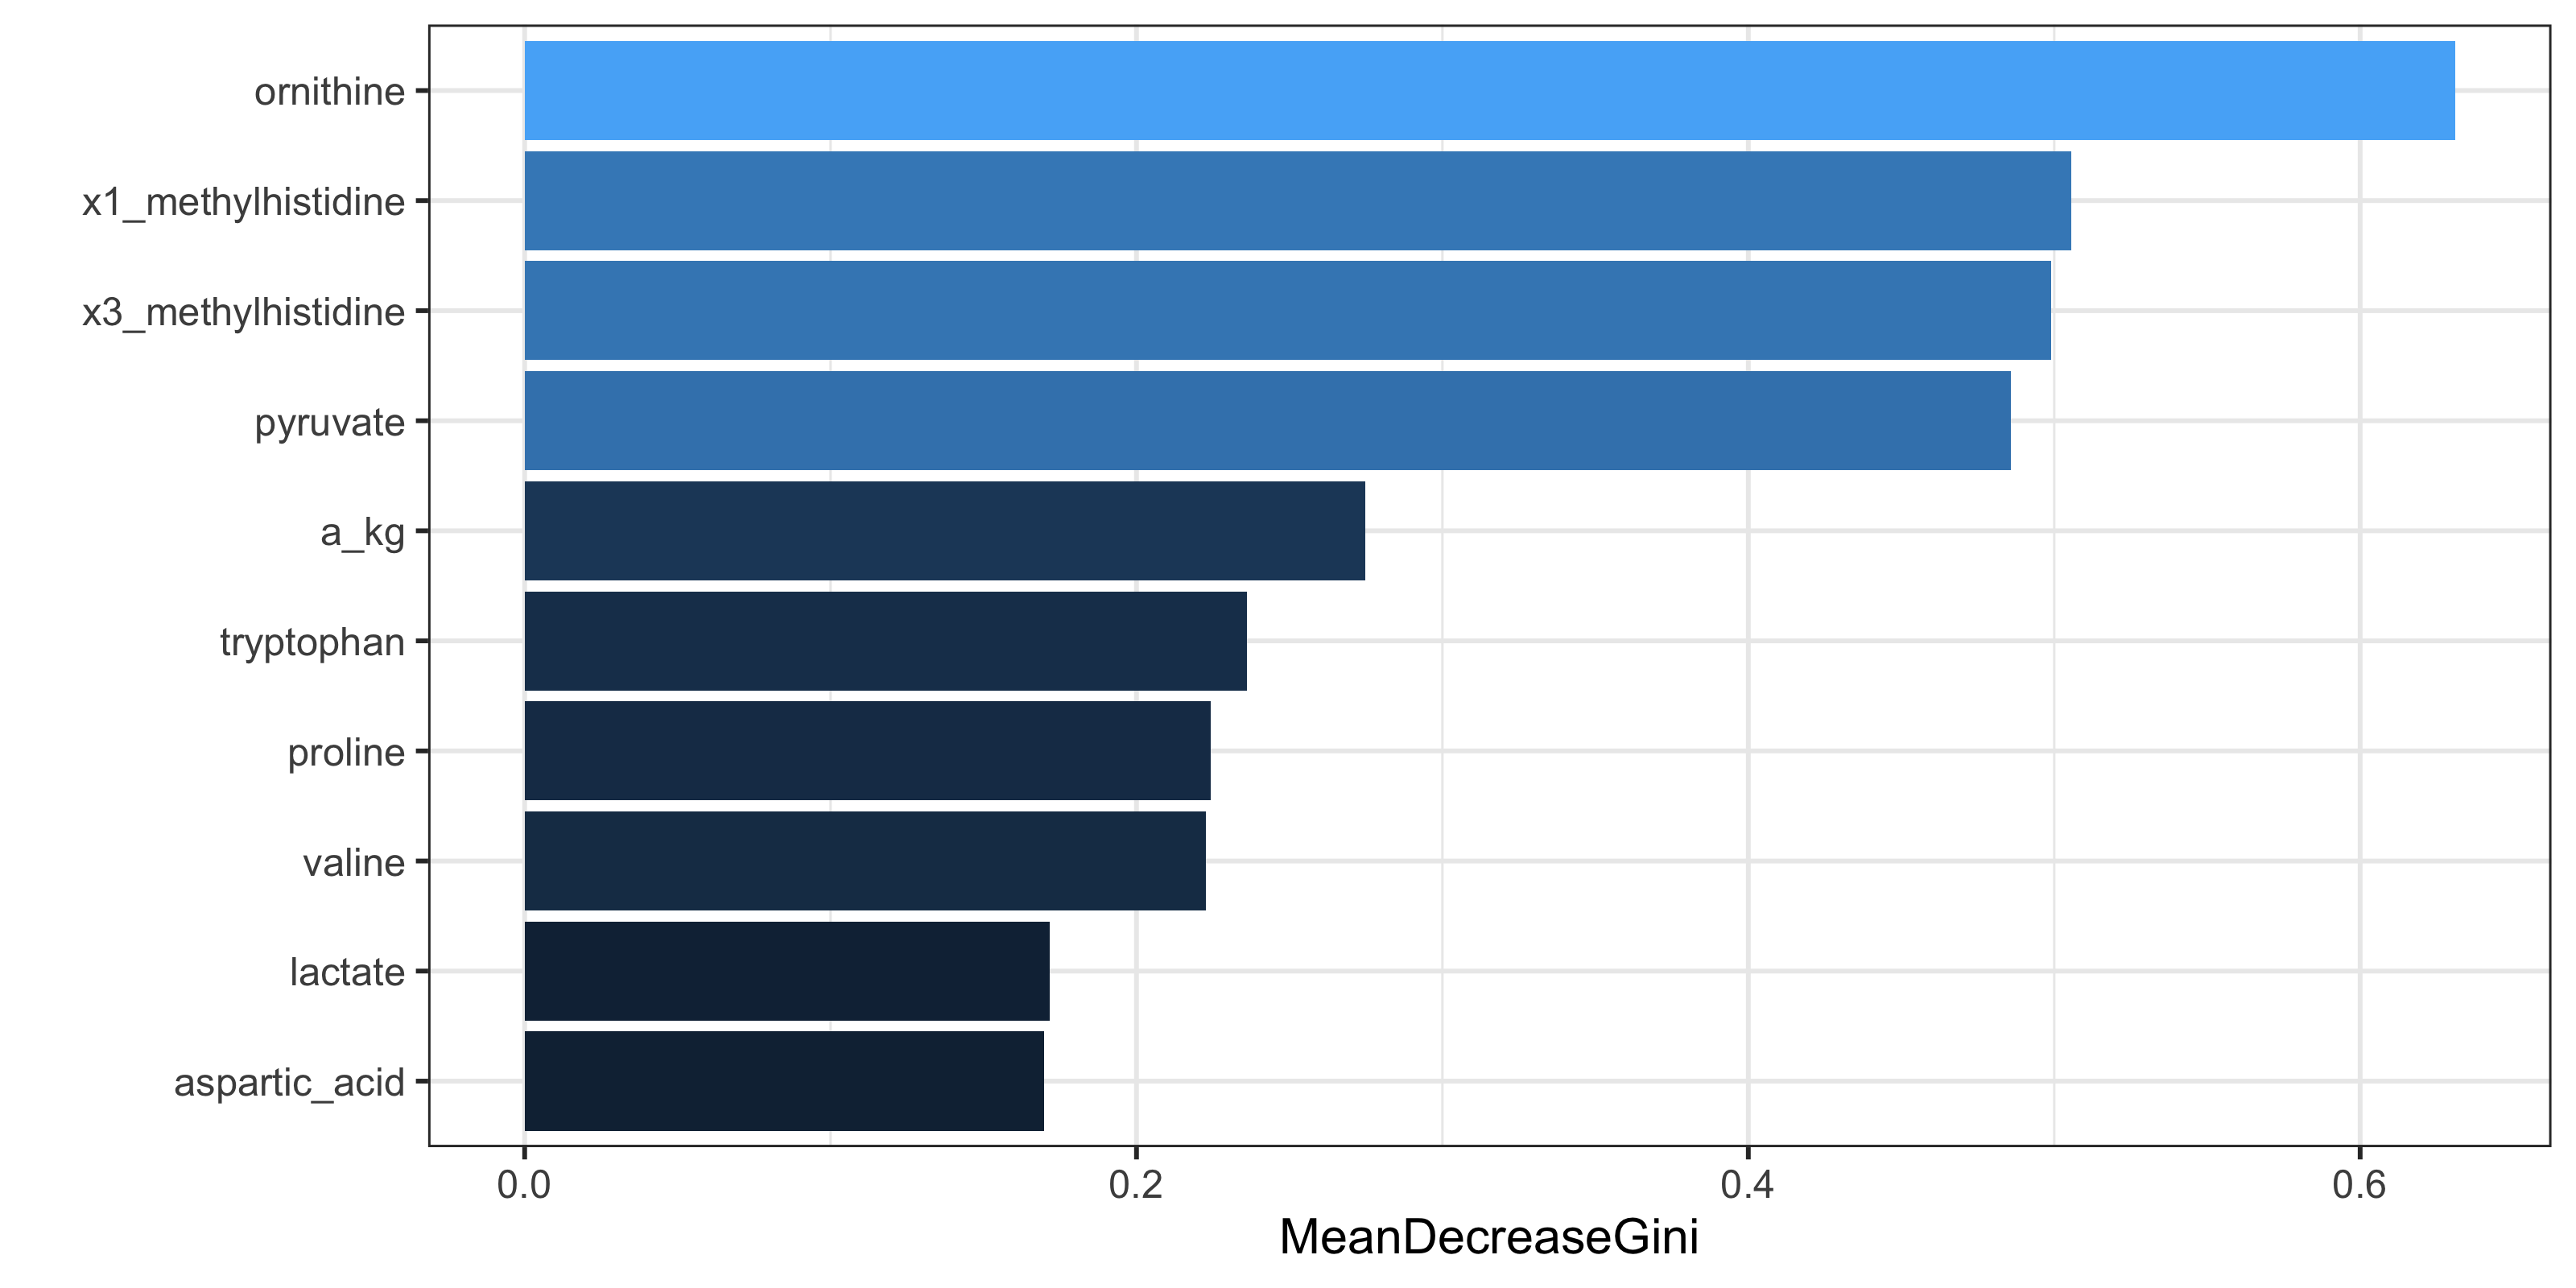 ornithine
x1_methylhistidine
x3_methylhistidine
pyruvate
a_kg
tryptophan
proline
valine
lactate
aspartic_acid
0.0 0.2 0.4 0.6
MeanDecreaseGini